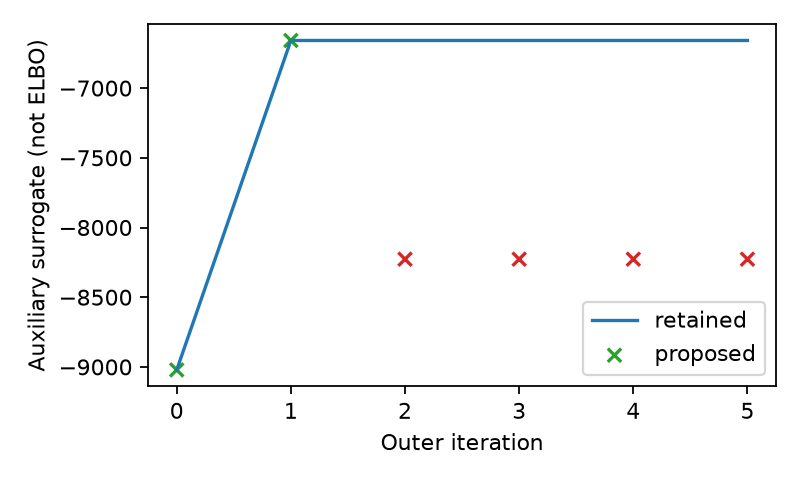 Auxiliary surrogate (not ELBO)
−7000
−7500
−8000
−8500
−9000
retained
proposed
0 1 2 3 4 5
Outer iteration